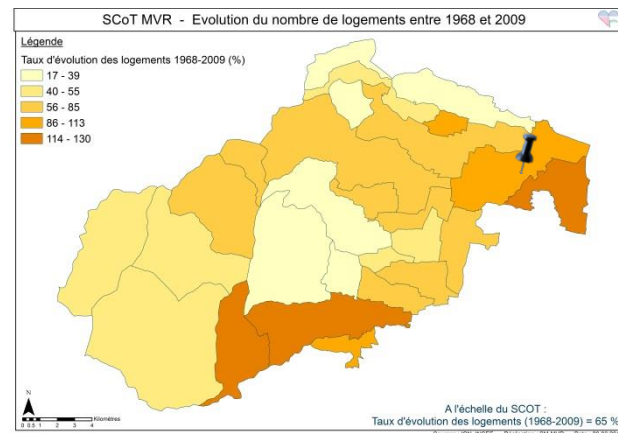 SCoT MVR - Evolution du nombre de logements entre 1968 et 2009
Légende
Taux d'évolution des logements 1968-2009 (%)
17 - 39
40 - 55
56 - 85
86 - 113
114 - 130
N
0 0.5 1 2 3 4 Kilomètres
A l'échelle du SCOT :
Taux d'évolution des logements (1968-2009) = 65 %